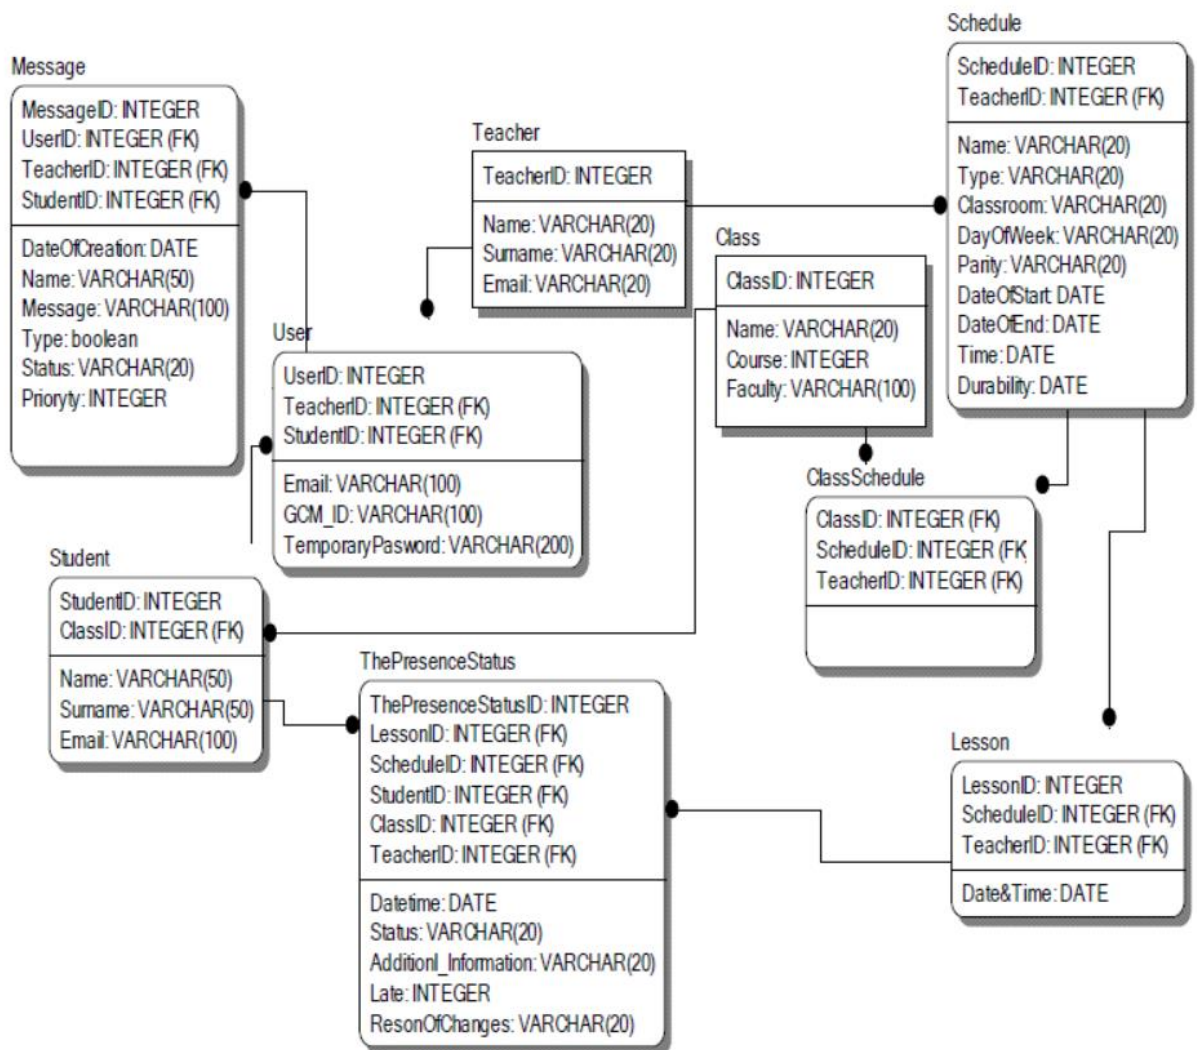 Message
MessageID: INTEGER
UserID: INTEGER (FK)
TeacherID: INTEGER (FK)
StudentID: INTEGER (FK)
DateOfCreation: DATE
Name: VARCHAR(50)
Message: VARCHAR(100)
Type: boolean
Status: VARCHAR(20)
Prioryty: INTEGER
Teacher
TeacherID: INTEGER
Name: VARCHAR(20)
Surname: VARCHAR(20)
Email: VARCHAR(20)
Schedule
ScheduleID: INTEGER
TeacherID: INTEGER (FK)
Name: VARCHAR(20)
Type: VARCHAR(20)
Classroom: VARCHAR(20)
DayOfWeek: VARCHAR(20)
Parity: VARCHAR(20)
DateOfStart: DATE
DateOfEnd: DATE
Time: DATE
Durability: DATE
Class
ClassID: INTEGER
Name: VARCHAR(20)
Course: INTEGER
Faculty: VARCHAR(100)
User
UserID: INTEGER
TeacherID: INTEGER (FK)
StudentID: INTEGER (FK)
Email: VARCHAR(100)
GCM_ID: VARCHAR(100)
TemporaryPasword: VARCHAR(200)
ClassSchedule
ClassID: INTEGER (FK)
ScheduleID: INTEGER (FK
TeacherID: INTEGER (FK)
Student
StudentID: INTEGER
ClassID: INTEGER (FK)
Name: VARCHAR(50)
Surname: VARCHAR(50)
Email: VARCHAR(100)
ThePresenceStatus
ThePresenceStatusID: INTEGER
LessonID: INTEGER (FK)
ScheduleID: INTEGER (FK)
StudentID: INTEGER (FK)
ClassID: INTEGER (FK)
TeacherID: INTEGER (FK)
Datetime: DATE
Status: VARCHAR(20)
Additionl_Information: VARCHAR(20)
Late: INTEGER
ResonOfChanges: VARCHAR(20)
Lesson
LessonID: INTEGER
ScheduleID: INTEGER (FK)
TeacherID: INTEGER (FK)
Date&Time: DATE